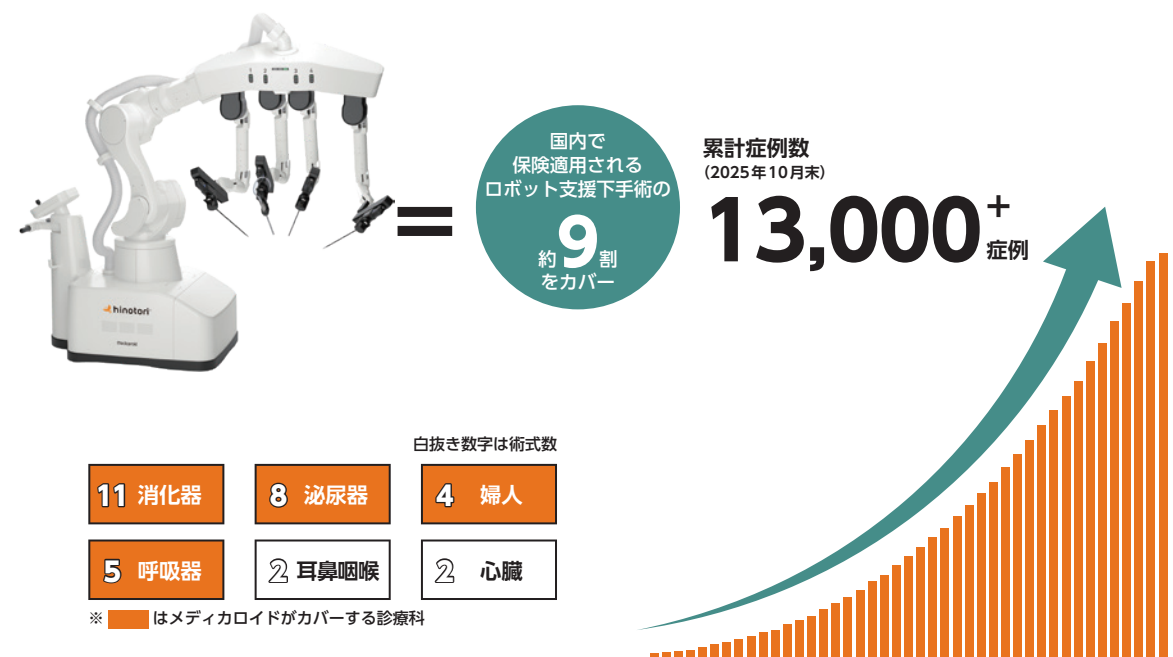 1
2
3
4
hinotori
国内で
保険適用される
ロボット支援下手術の
約9割
をカバー
=
累計症例数
(2025年10月末)
13,000+
症例
白抜き数字は術式数
11 消化器
8 泌尿器
4 婦人
5 呼吸器
2 耳鼻咽喉
2 心臓
※ はメディカロイドがカバーする診療科